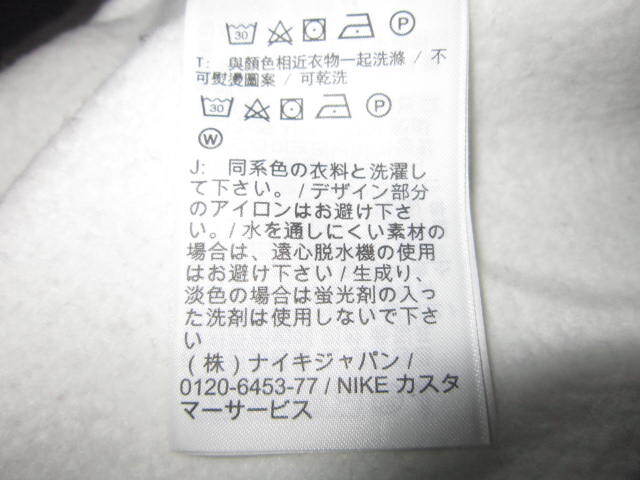 30 P
T: 與顏色相近衣物一起洗滌 / 不
可熨燙圖案 / 可乾洗
30 P
W
J: 同系色の衣料と洗濯し
て下さい。/ デザイン部分
のアイロンはお避け下さ
い。/ 水を通しにくい素材の
場合は、遠心脱水機の使用
はお避け下さい / 生成り、
淡色の場合は蛍光剤の入っ
た洗剤は使用しないで下さ
い
(株) ナイキジャパン /
0120-6453-77 / NIKE カスタ
マーサービス